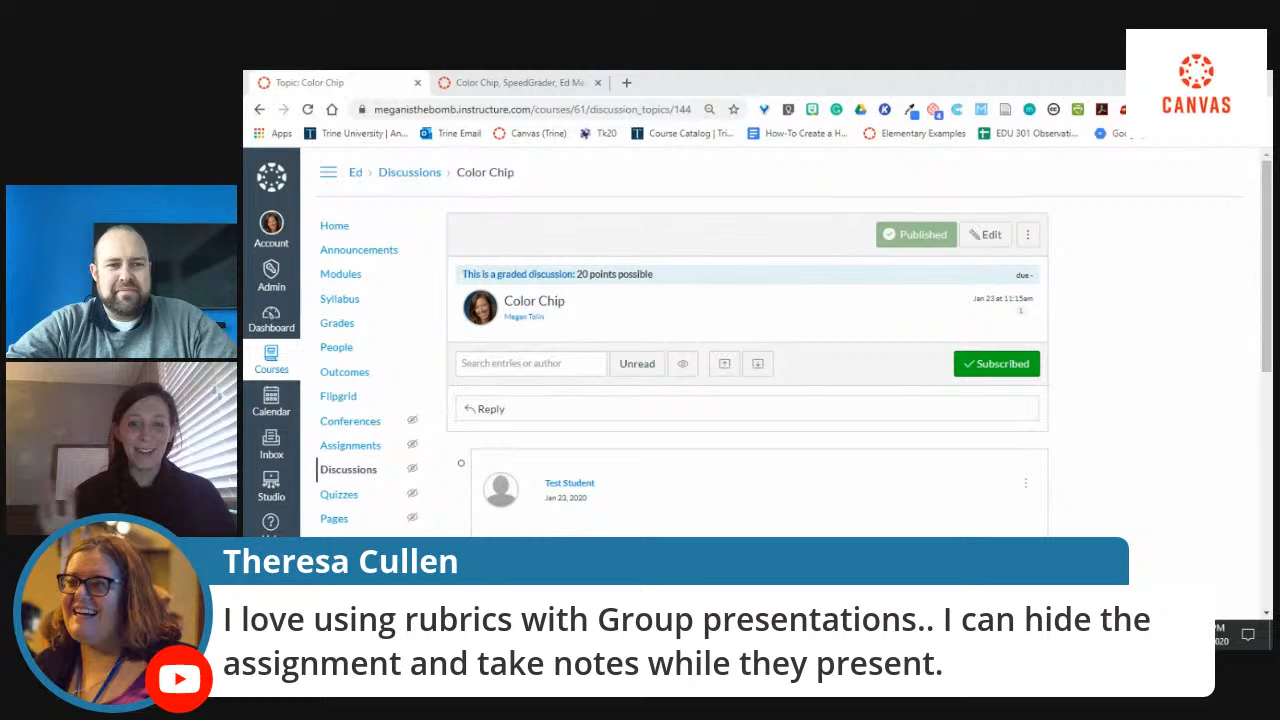 CANVAS
Topic: Color Chip
Color Chip, SpeedGrader, Ed Me
meganisthebomb.instructure.com/courses/61/discussion_topics/144
Apps
Trine University | An...
Trine Email
Canvas (Trine)
Tk20
Course Catalog | Tri...
How-To Create a H...
Elementary Examples
EDU 301 Observati...
Ed > Discussions > Color Chip
Account
Admin
Dashboard
Courses
Calendar
Inbox
Studio
Home
Announcements
Modules
Syllabus
Grades
People
Outcomes
Flipgrid
Conferences
Assignments
Discussions
Quizzes
Pages
Published
Edit
This is a graded discussion: 20 points possible
due -
Color Chip
Megan Tolin
Jan 23 at 11:15am
1
Search entries or author
Unread
Subscribed
Reply
Test Student
Jan 23, 2020
Theresa Cullen
I love using rubrics with Group presentations.. I can hide the
assignment and take notes while they present.